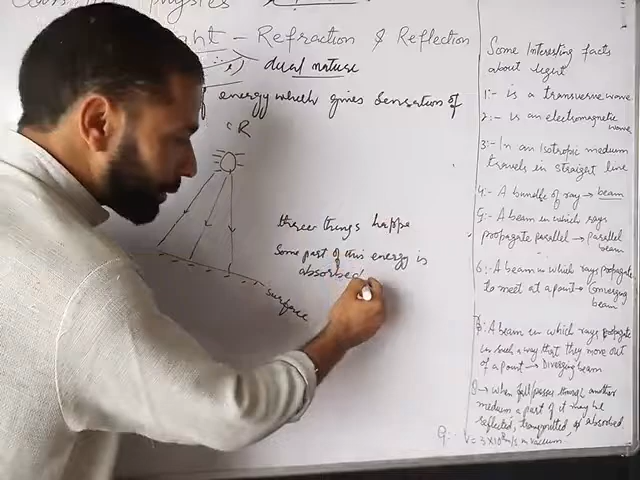 Physics
Light - Refraction & Reflection
dual nature
of energy which gives Sensation of
R
threee things happe
Some part of this energy is
absorbed
surface
Some Interesting facts
about light
1:- is a transverse wave
2:- is an electromagnetic
wave
3:- In an Isotropic medium
travels in straight line
4:- A bundle of ray → beam
5:- A beam in which rays
propagate parallel → parallel
beam
6:- A beam in which rays propagate
to meet at a point → Converging
beam
A beam in which rays propagate
in such a way that they move out
of a point → Diverging beam
8 → when fall/passes through another
medium a part of it may be
reflected, transmitted, or absorbed
9:- V = 3×10⁸ m/s in vacuum